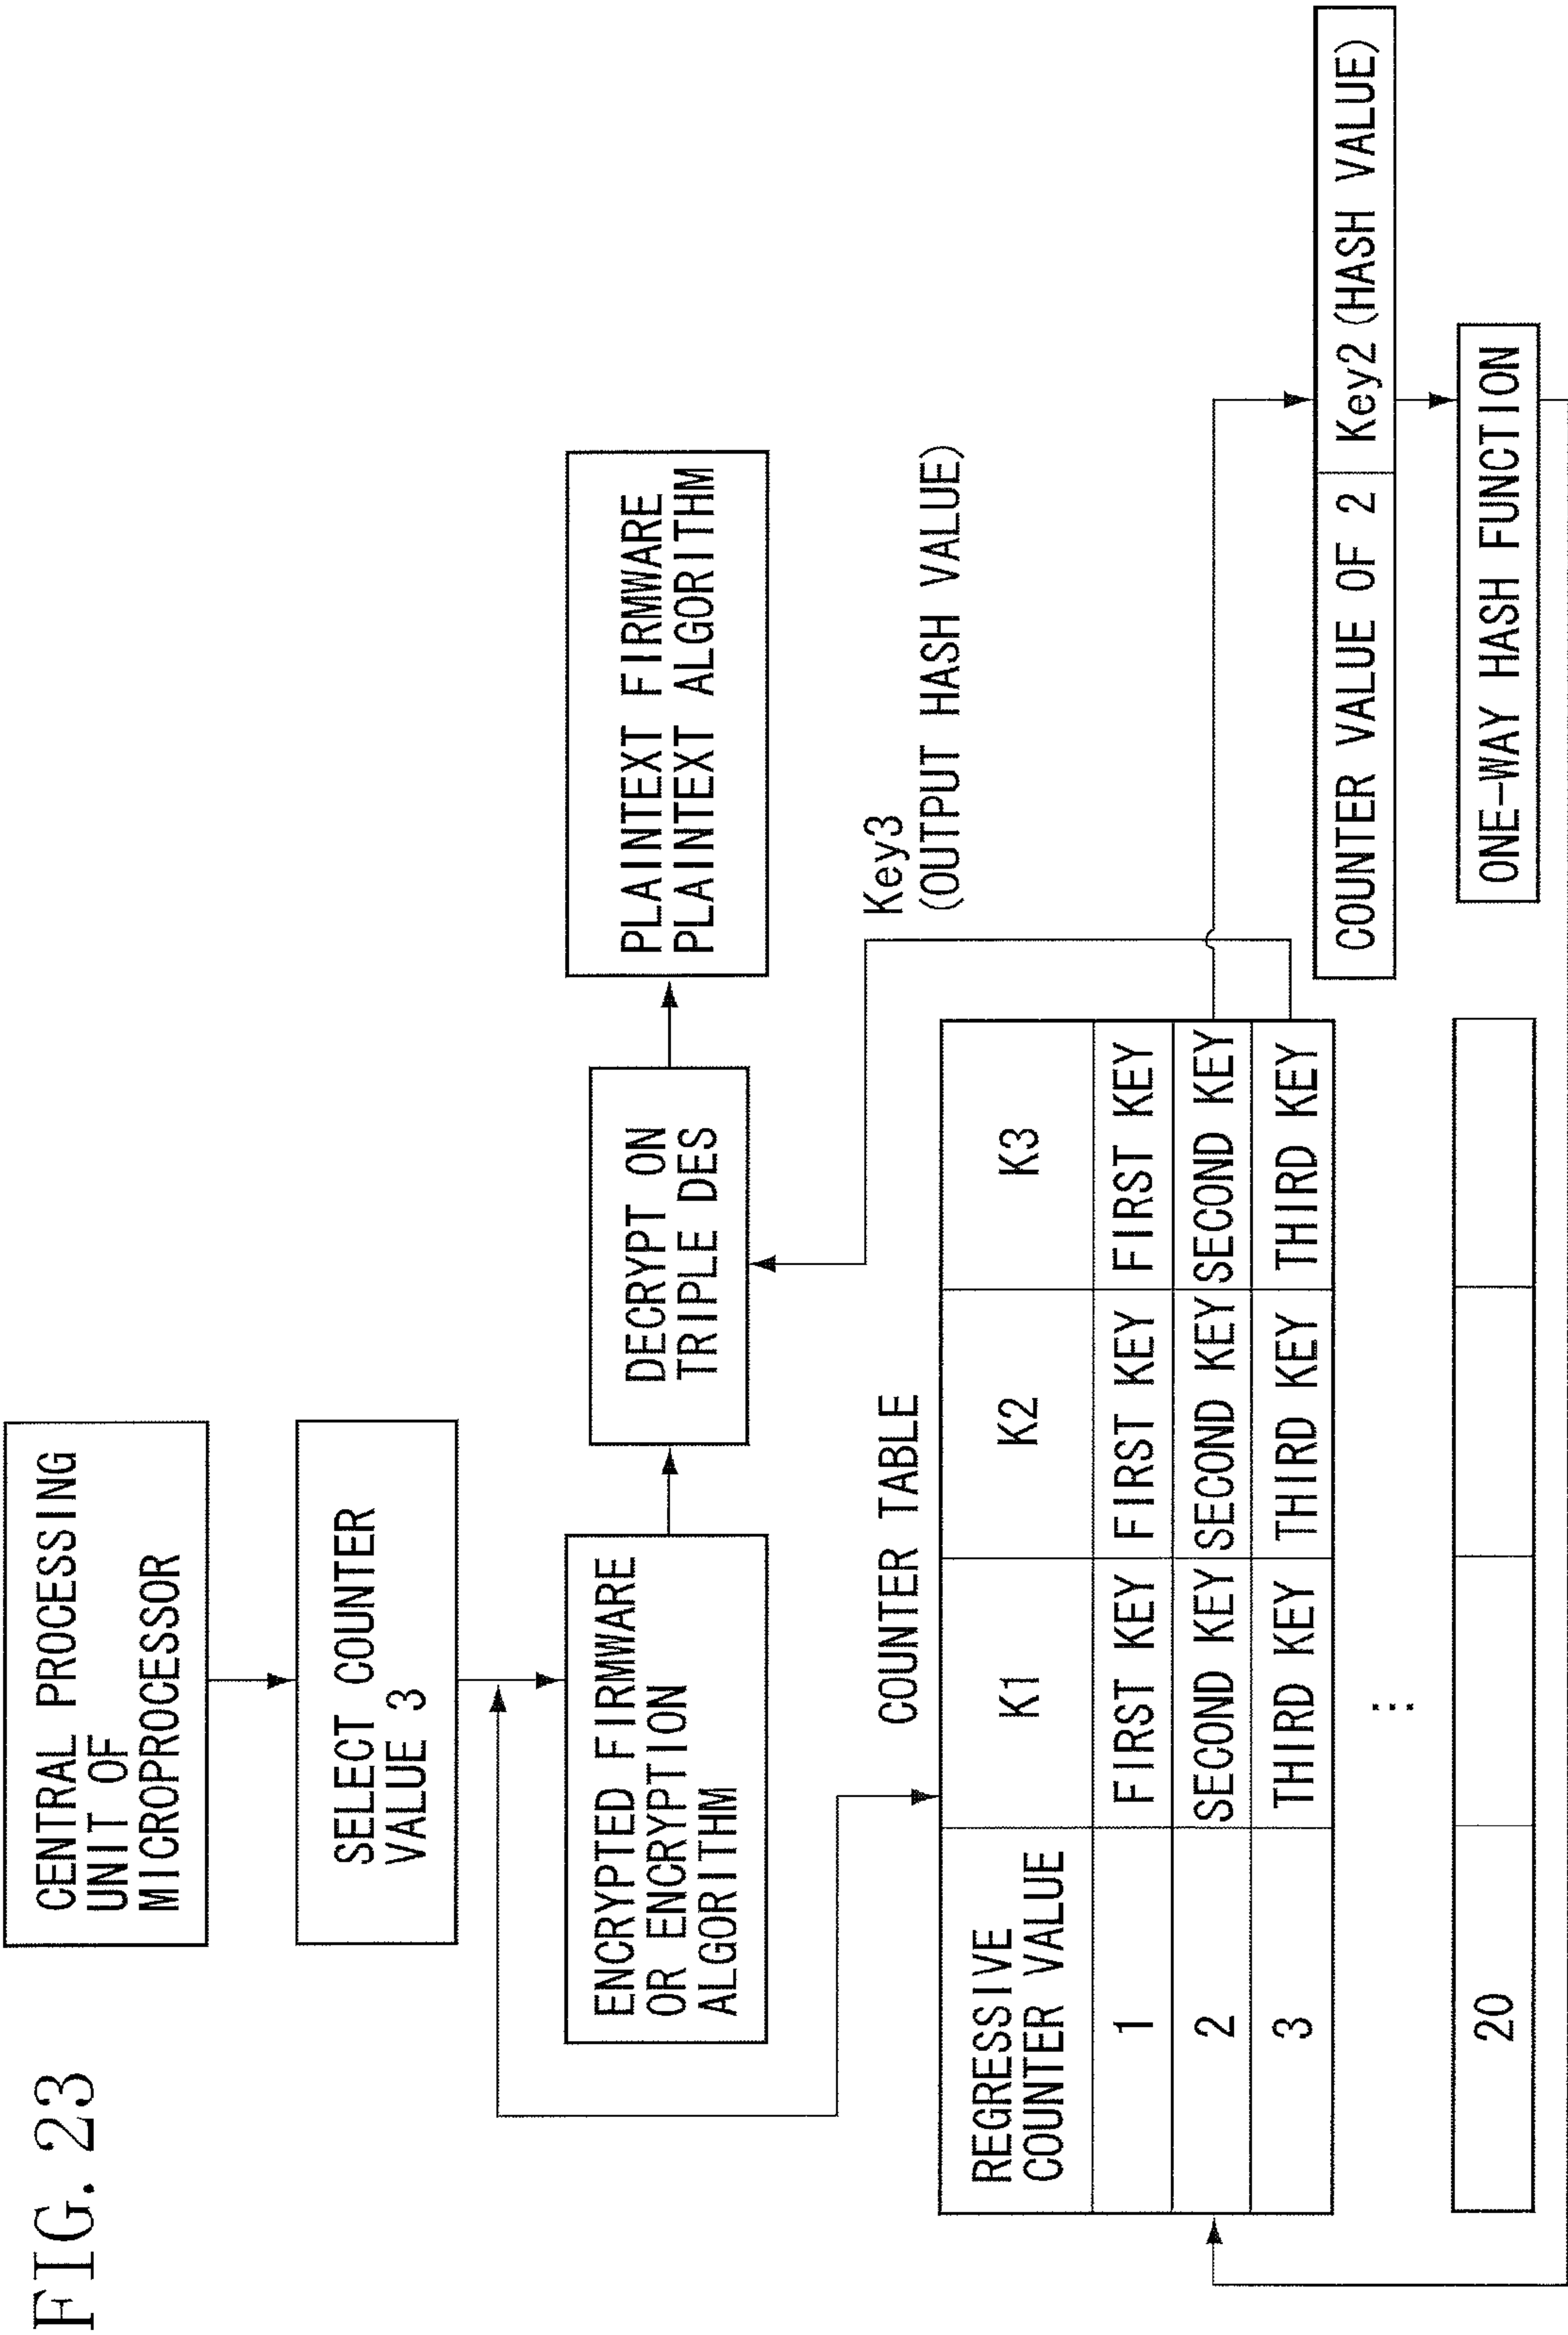 FIG. 23
CENTRAL PROCESSING
UNIT OF
MICROPROCESSOR
SELECT COUNTER
VALUE 3
ENCRYPTED FIRMWARE
OR ENCRYPTION
ALGORITHM
DECRYPT ON
TRIPLE DES
PLAINTEXT FIRMWARE
PLAINTEXT ALGORITHM
Key3
(OUTPUT HASH VALUE)
COUNTER TABLE
REGRESSIVE
COUNTER VALUE
K1
K2
K3
1
FIRST KEY
FIRST KEY
FIRST KEY
2
SECOND KEY
SECOND KEY
SECOND KEY
3
THIRD KEY
THIRD KEY
THIRD KEY
...
20
COUNTER VALUE OF 2
Key2 (HASH VALUE)
ONE-WAY HASH FUNCTION